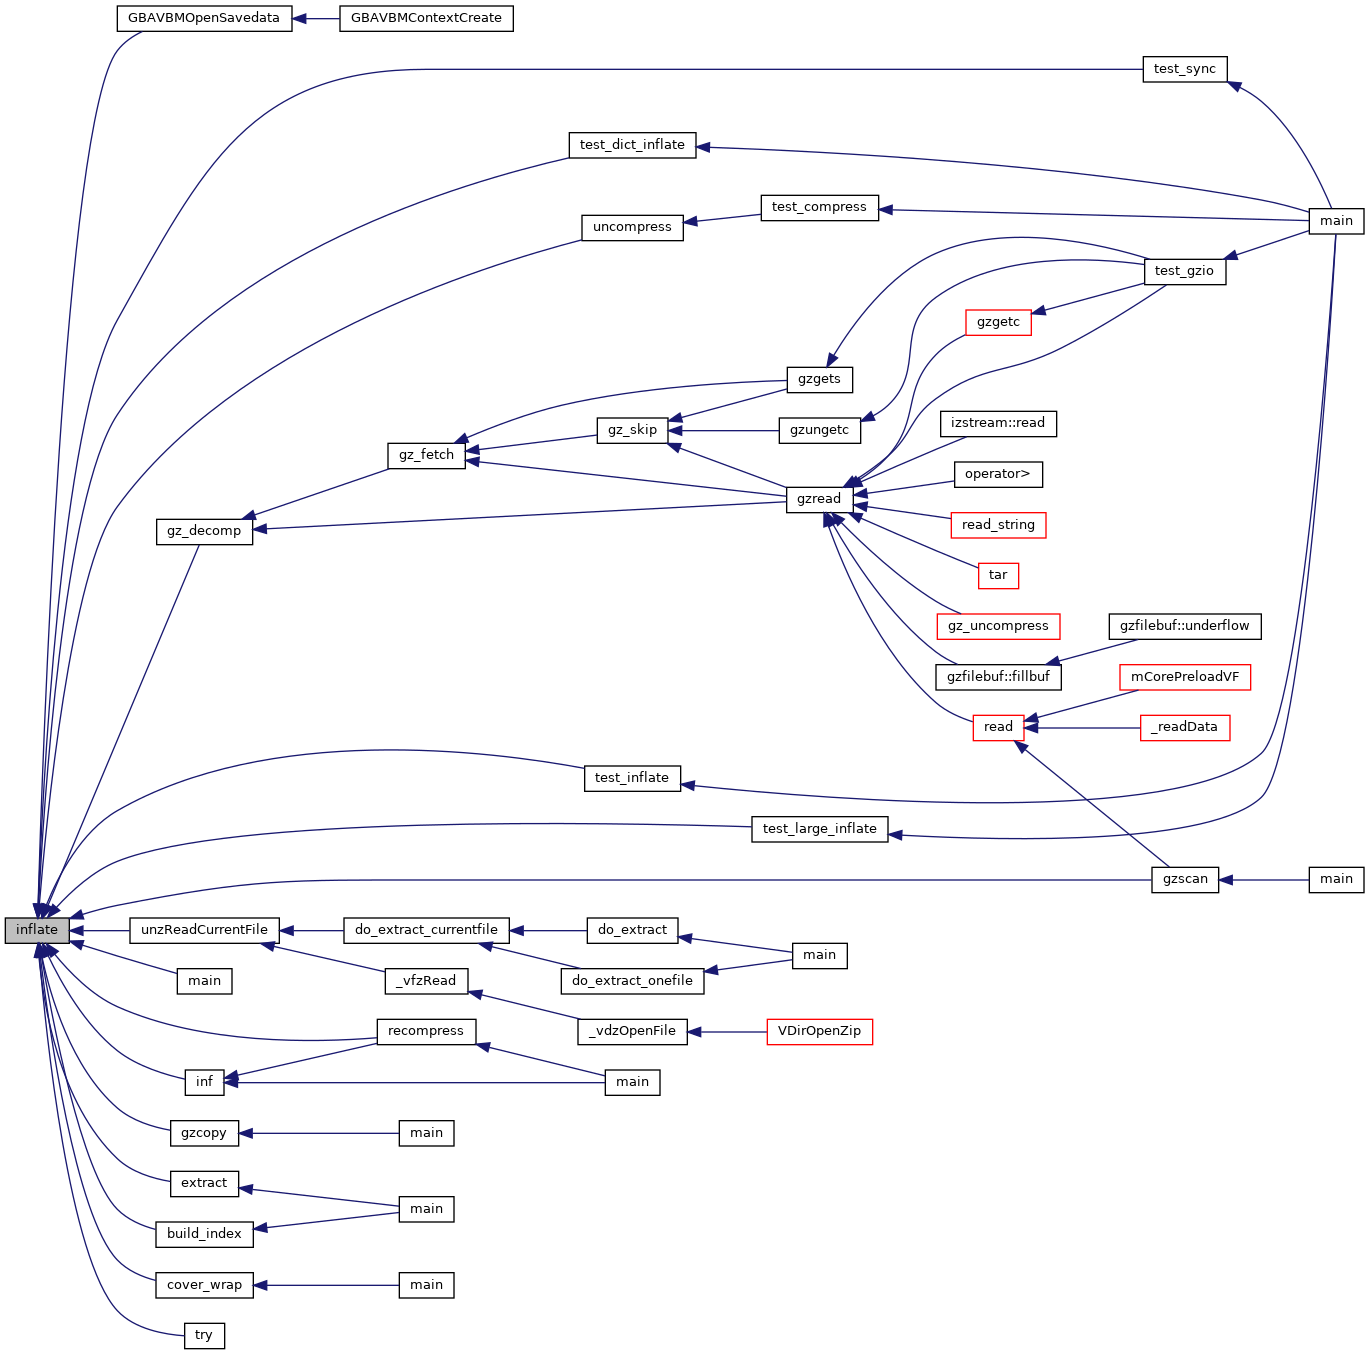 GBAVBMOpenSavedata
GBAVBMContextCreate
test_sync
test_dict_inflate
test_compress
main
uncompress
test_gzio
gzgetc
gzgets
izstream::read
gz_skip
gzungetc
gz_fetch
operator>
gzread
read_string
gz_decomp
tar
gz_uncompress
gzfilebuf::underflow
gzfilebuf::fillbuf
mCorePreloadVF
read
_readData
test_inflate
test_large_inflate
gzscan
main
inflate
unzReadCurrentFile
do_extract_currentfile
do_extract
main
main
_vfzRead
do_extract_onefile
recompress
_vdzOpenFile
VDirOpenZip
inf
main
gzcopy
main
extract
main
build_index
cover_wrap
main
try